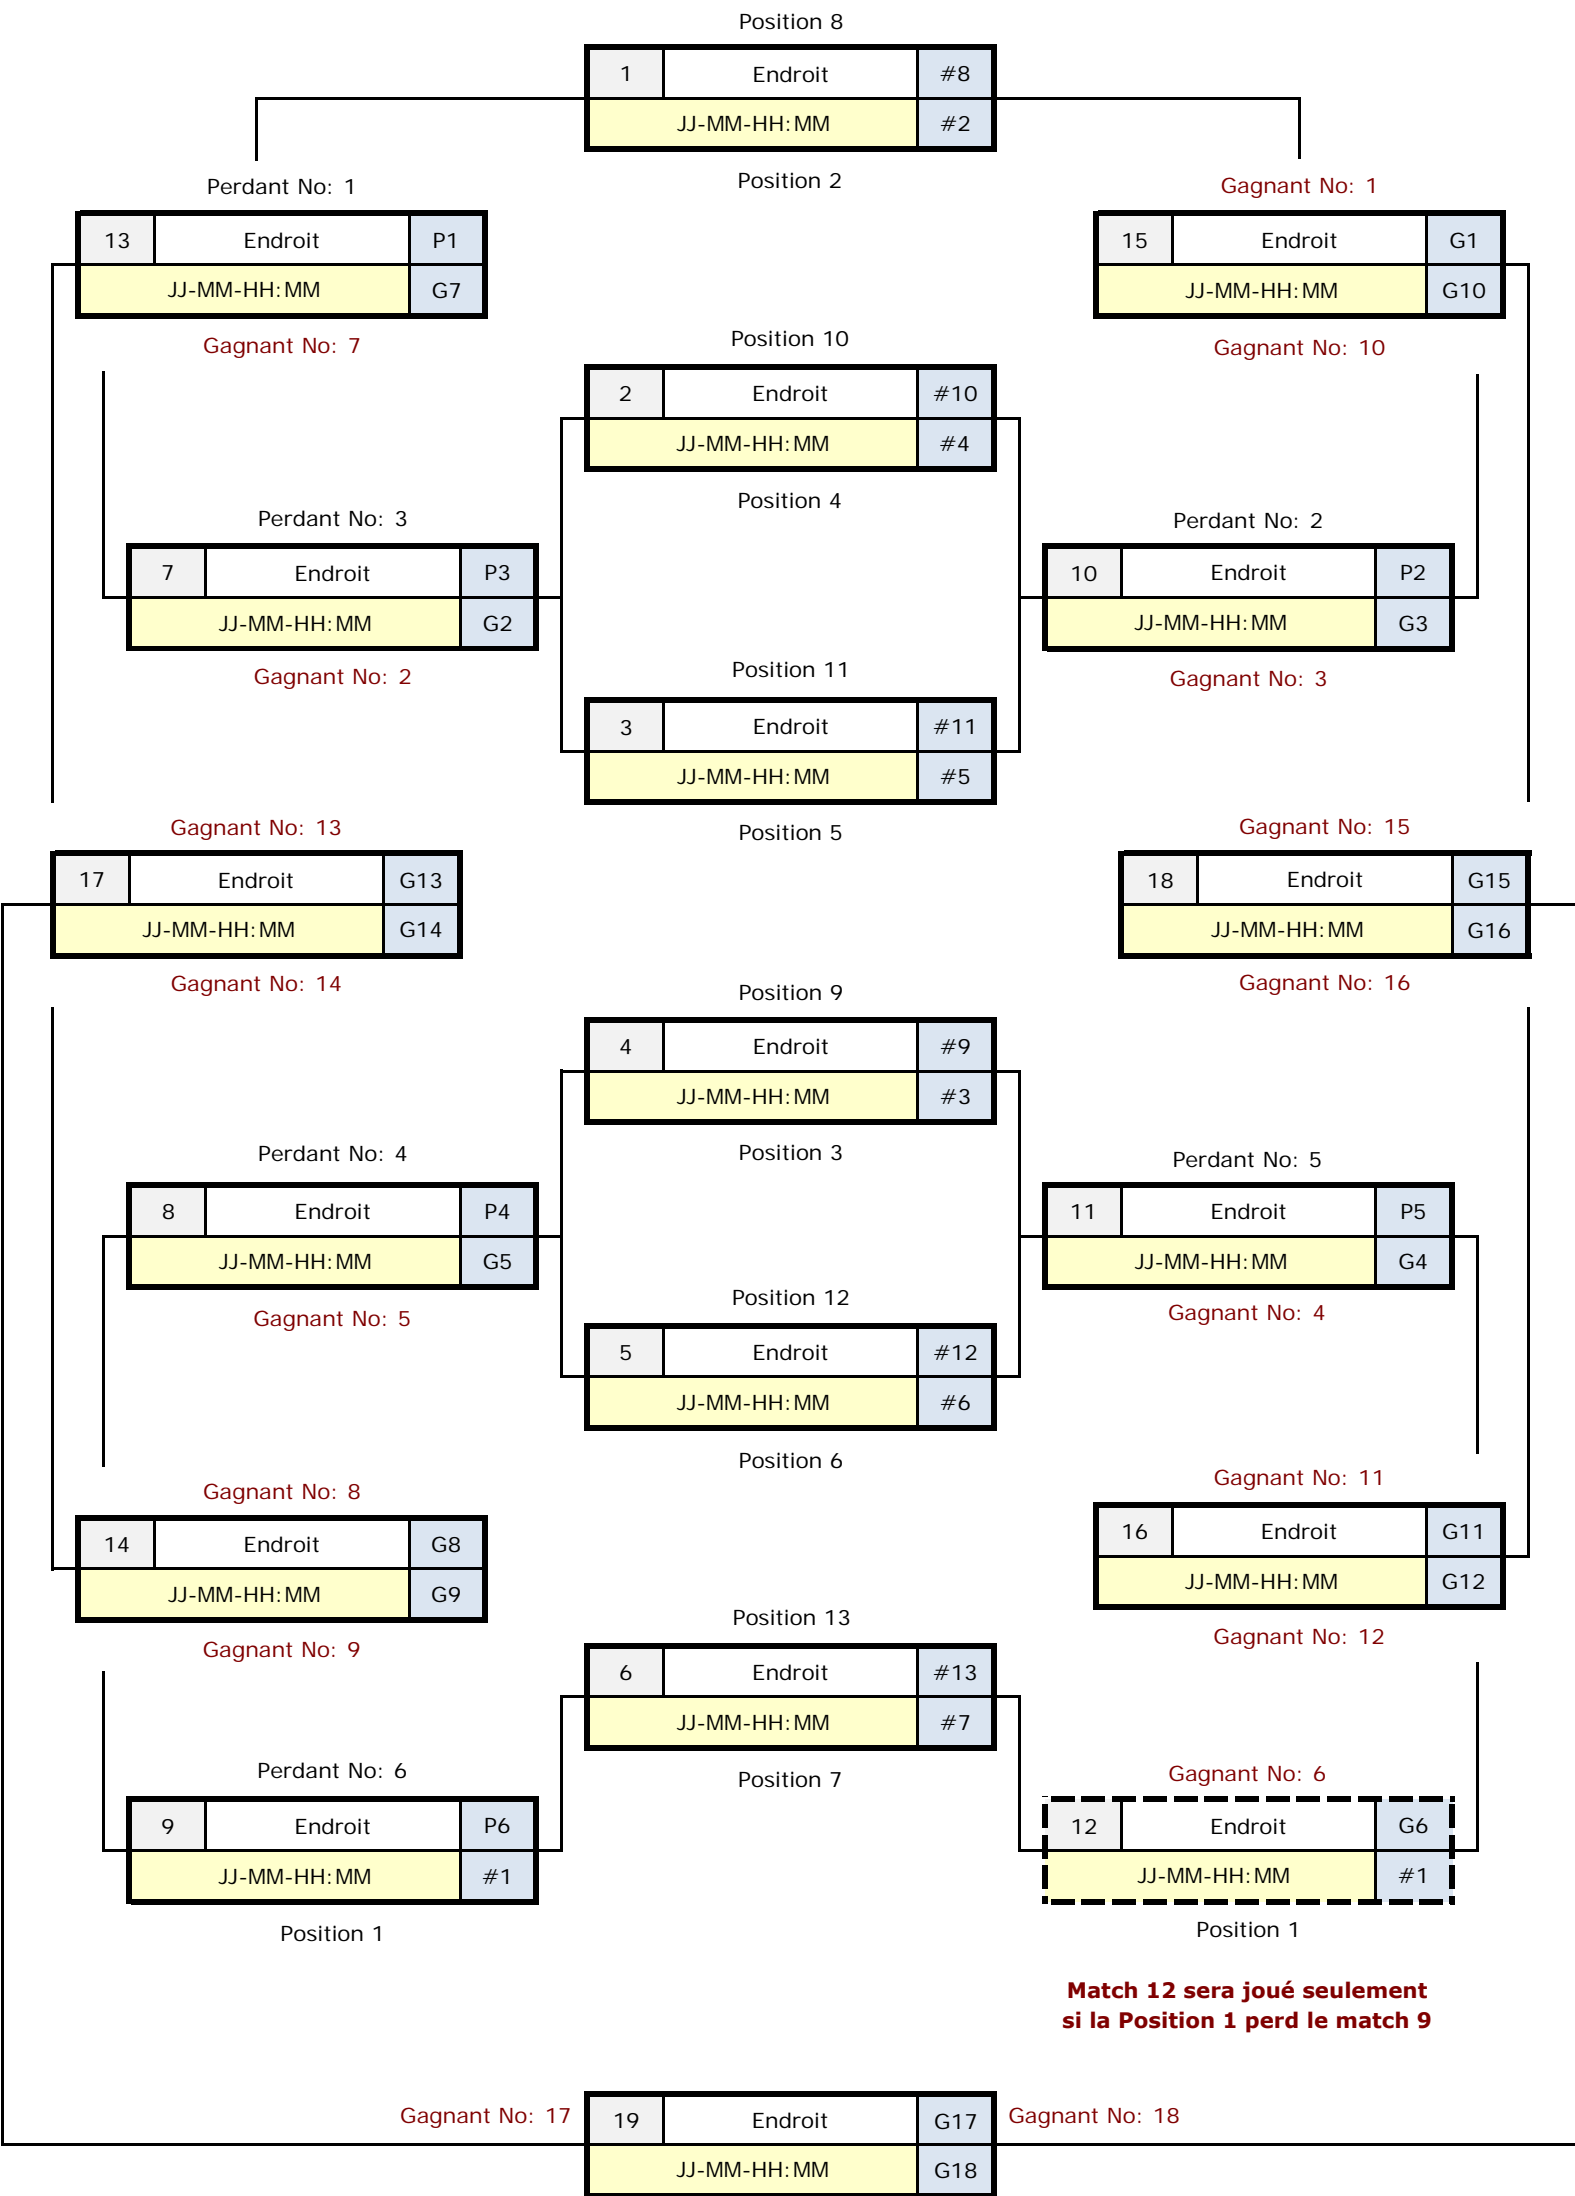 Position 8
1 Endroit #8
JJ-MM-HH:MM #2
Position 2
Perdant No: 1
13 Endroit P1
JJ-MM-HH:MM G7
Gagnant No: 7
Gagnant No: 1
15 Endroit G1
JJ-MM-HH:MM G10
Gagnant No: 10
Position 10
2 Endroit #10
JJ-MM-HH:MM #4
Position 4
Perdant No: 3
7 Endroit P3
JJ-MM-HH:MM G2
Gagnant No: 2
Perdant No: 2
10 Endroit P2
JJ-MM-HH:MM G3
Gagnant No: 3
Position 11
3 Endroit #11
JJ-MM-HH:MM #5
Position 5
Gagnant No: 13
17 Endroit G13
JJ-MM-HH:MM G14
Gagnant No: 14
Gagnant No: 15
18 Endroit G15
JJ-MM-HH:MM G16
Gagnant No: 16
Position 9
4 Endroit #9
JJ-MM-HH:MM #3
Position 3
Perdant No: 4
8 Endroit P4
JJ-MM-HH:MM G5
Gagnant No: 5
Perdant No: 5
11 Endroit P5
JJ-MM-HH:MM G4
Gagnant No: 4
Position 12
5 Endroit #12
JJ-MM-HH:MM #6
Position 6
Gagnant No: 8
14 Endroit G8
JJ-MM-HH:MM G9
Gagnant No: 9
Gagnant No: 11
16 Endroit G11
JJ-MM-HH:MM G12
Gagnant No: 12
Position 13
6 Endroit #13
JJ-MM-HH:MM #7
Position 7
Perdant No: 6
9 Endroit P6
JJ-MM-HH:MM #1
Position 1
Gagnant No: 6
12 Endroit G6
JJ-MM-HH:MM #1
Position 1
Match 12 sera joué seulement
si la Position 1 perd le match 9
Gagnant No: 17 19 Endroit G17 Gagnant No: 18
JJ-MM-HH:MM G18